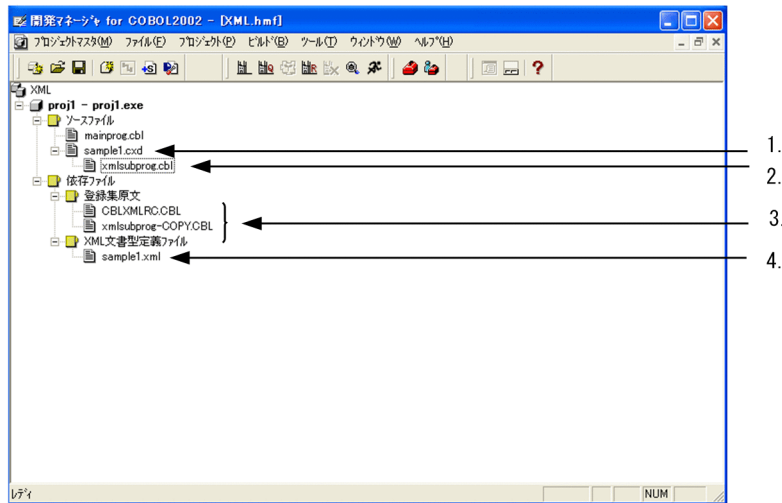 開発マネージャ for COBOL2002 - [XML.hmf]
プロジェクトマスタ(M) ファイル(F) プロジェクト(P) ビルド(B) ツール(T) ウィンドウ(W) ヘルプ(H)
XML
proj1 - proj1.exe
ソースファイル
mainprog.cbl
sample1.cxd
1.
xmlsubprog.cbl
2.
依存ファイル
登録集原文
CBLXMLRC.CBL
xmlsubprog-COPY.CBL
3.
XML文書型定義ファイル
sample1.xml
4.
レディ
NUM